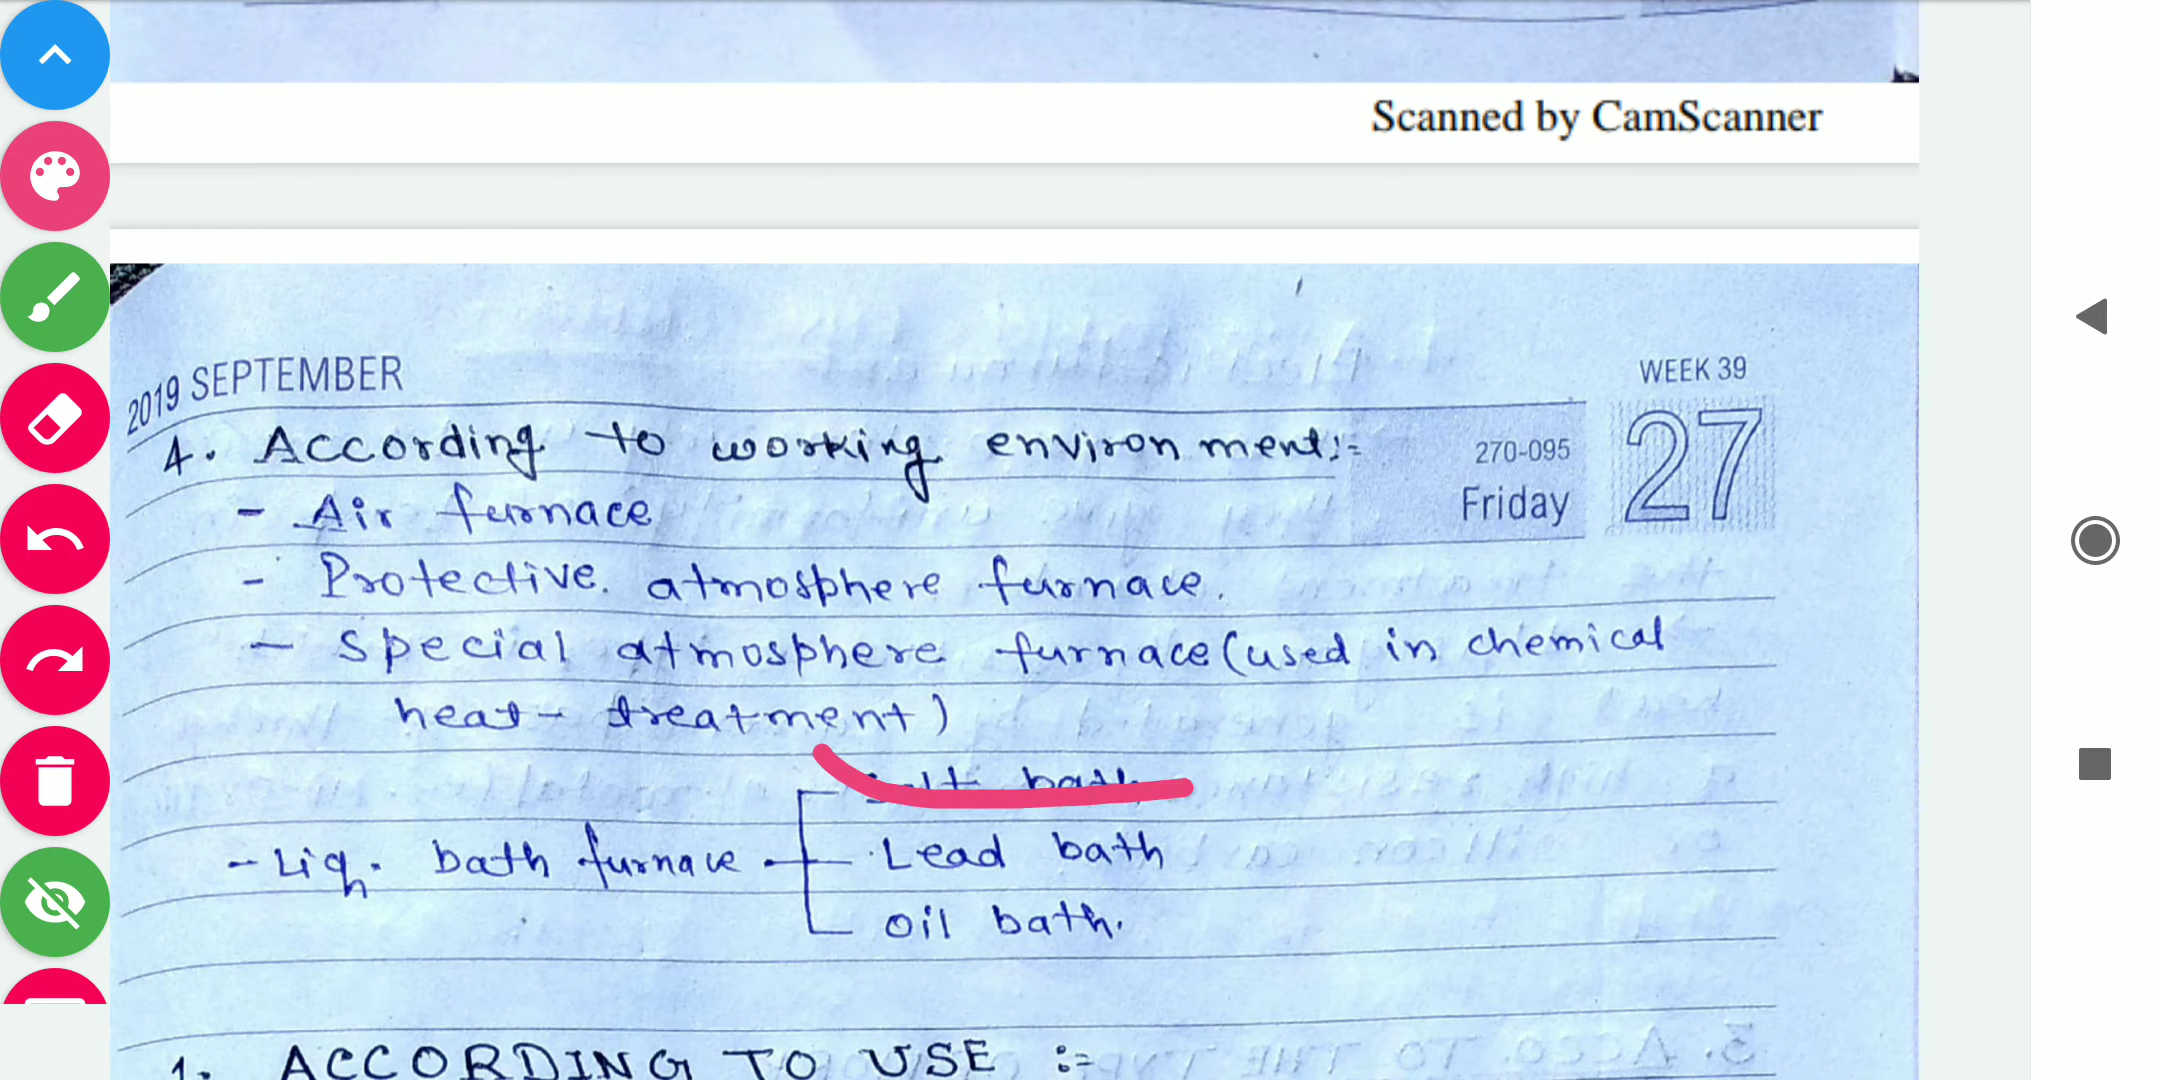 Scanned by CamScanner
2019 SEPTEMBER
WEEK 39
27
270-095
Friday
4. According to working environment:-
- Air furnace
- Protective. atmosphere furnace.
- Special atmosphere furnace (used in chemical
heat- treatment)
Salt bath
- Liq. bath furnace
Lead bath
oil bath.
1. ACCORDING TO USE :-